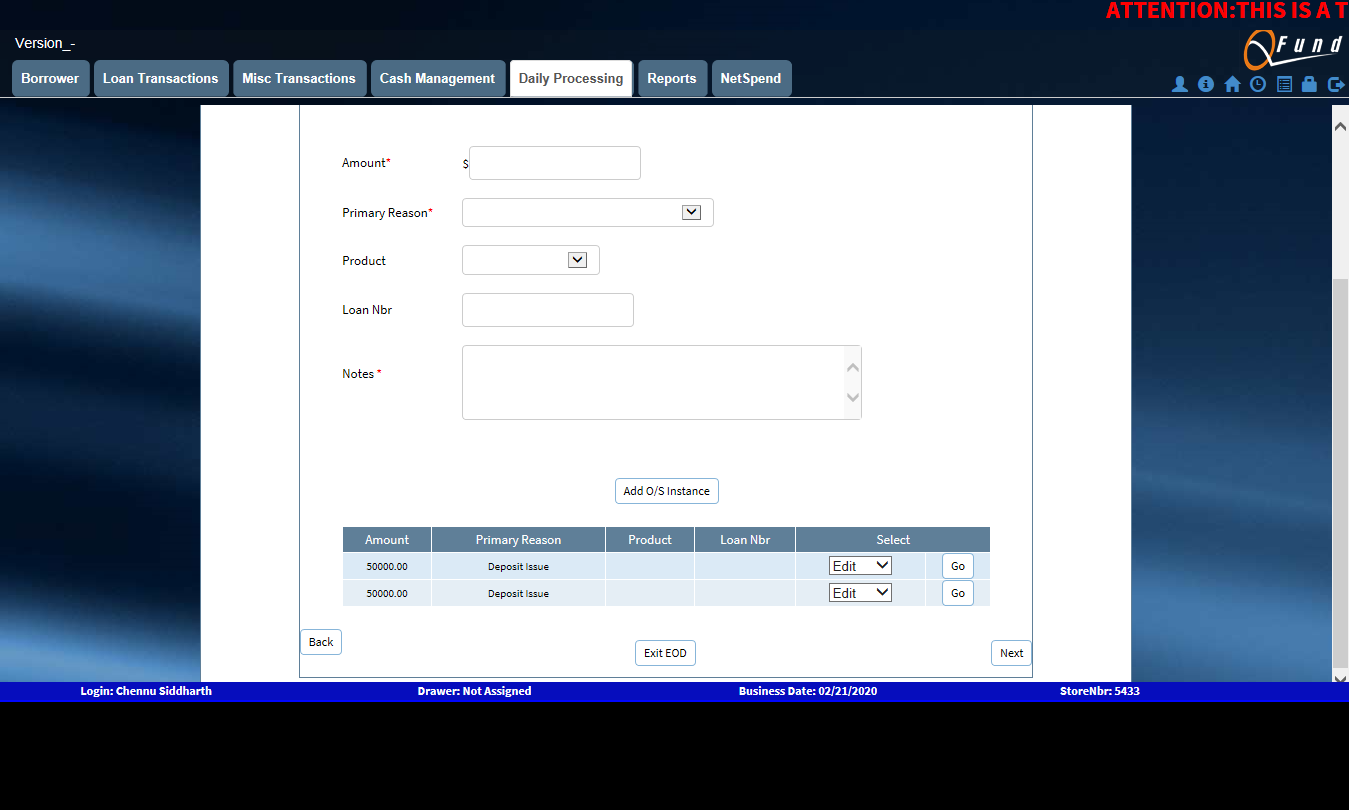 ATTENTION:THIS IS A T
Version_-
QFund
Borrower Loan Transactions Misc Transactions Cash Management Daily Processing Reports NetSpend
Amount* $
Primary Reason*
Product
Loan Nbr
Notes *
Add O/S Instance
Amount Primary Reason Product Loan Nbr Select
50000.00 Deposit Issue Edit Go
50000.00 Deposit Issue Edit Go
Back
Exit EOD Next
Login: Chennu Siddharth Drawer: Not Assigned Business Date: 02/21/2020 StoreNbr: 5433